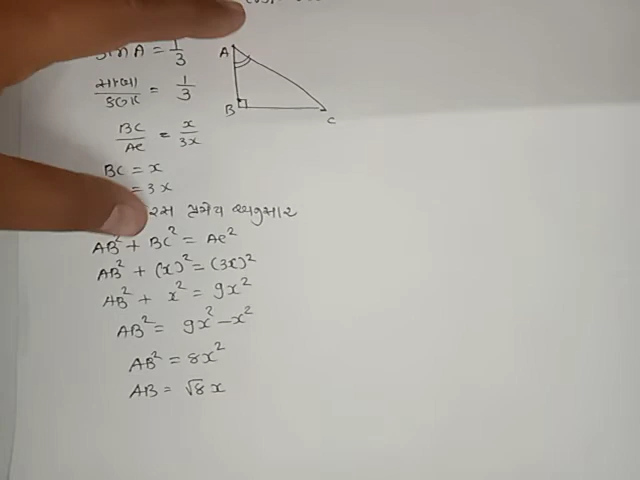 A = 1/3
સાબા/કર્ણ = 1/3
A
B
C
BC/AC = x/3x
BC = x
= 3x
પ્રમેય અનુસાર
AB² + BC² = AC²
AB² + (x)² = (3x)²
AB² + x² = 9x²
AB² = 9x² - x²
AB² = 8x²
AB = √8 x